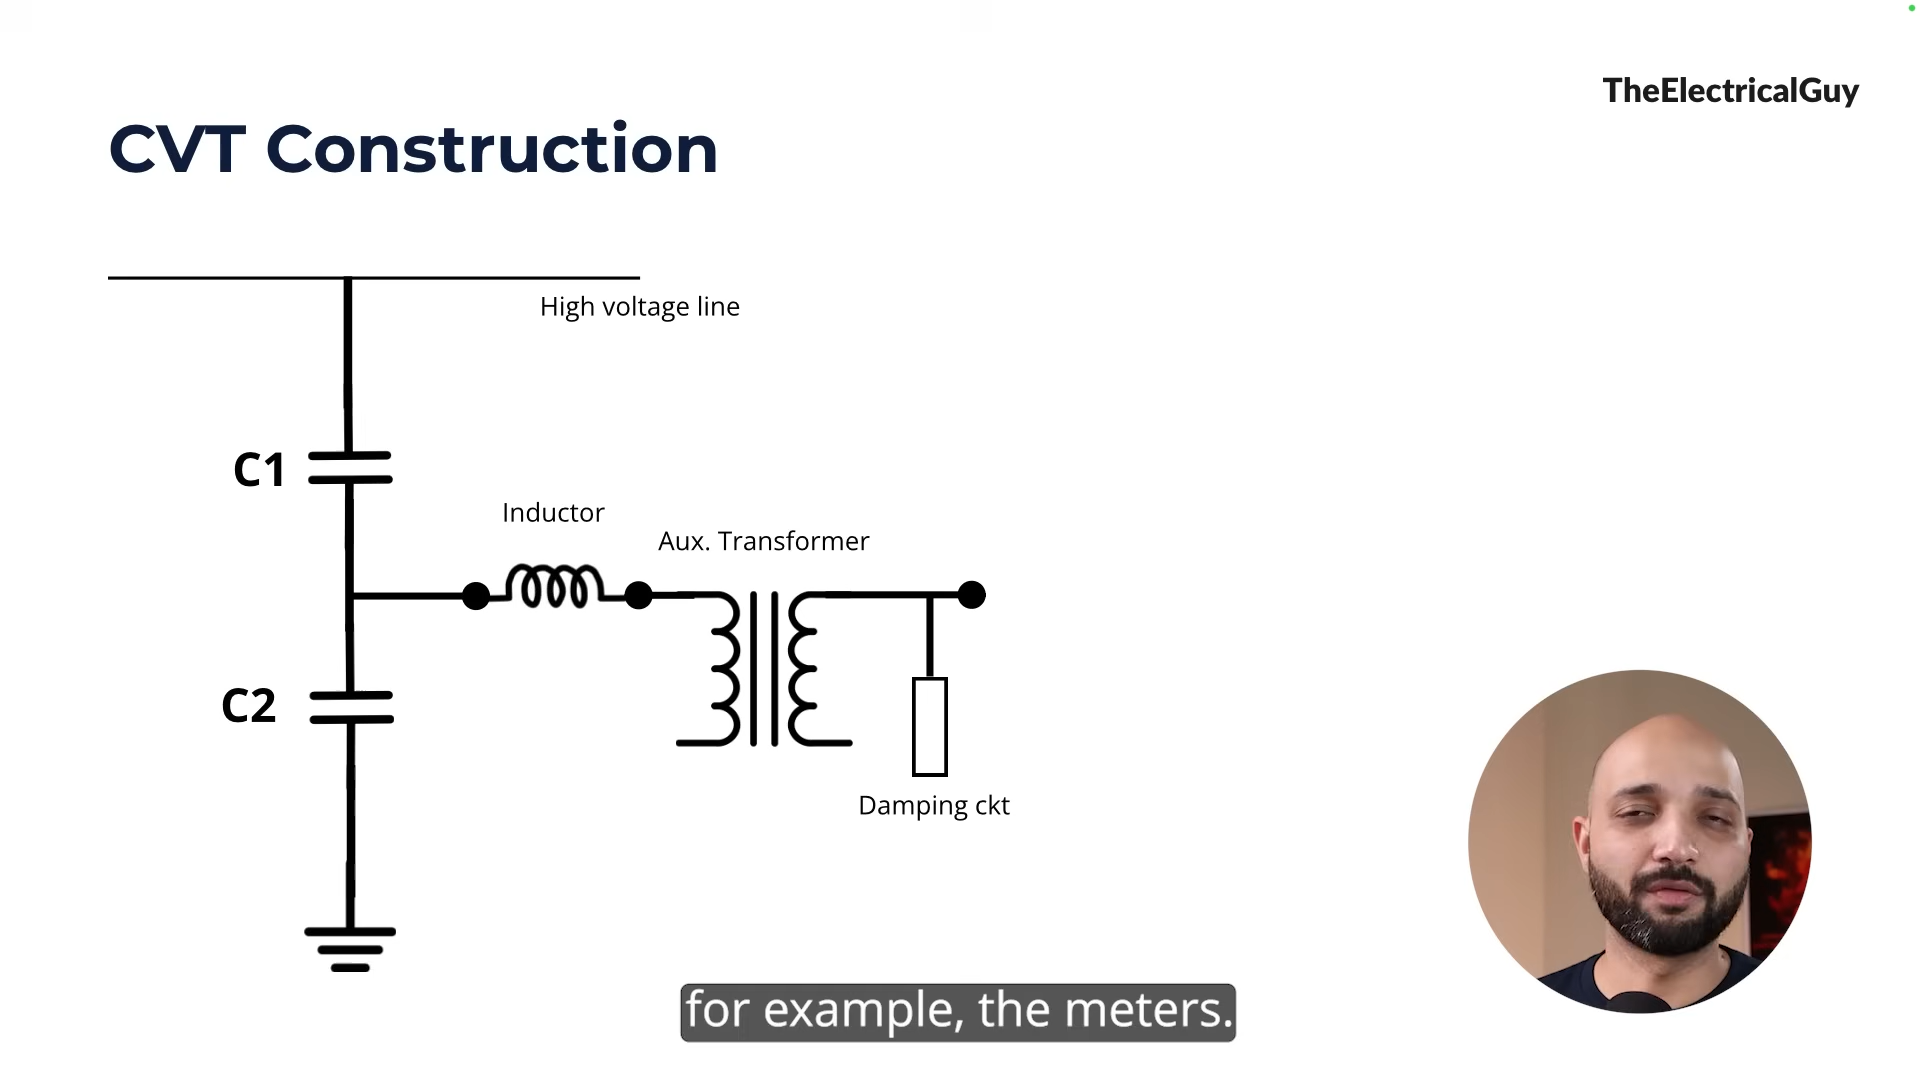 TheElectricalGuy
CVT Construction
High voltage line
C1
Inductor
Aux. Transformer
C2
Damping ckt
for example, the meters.